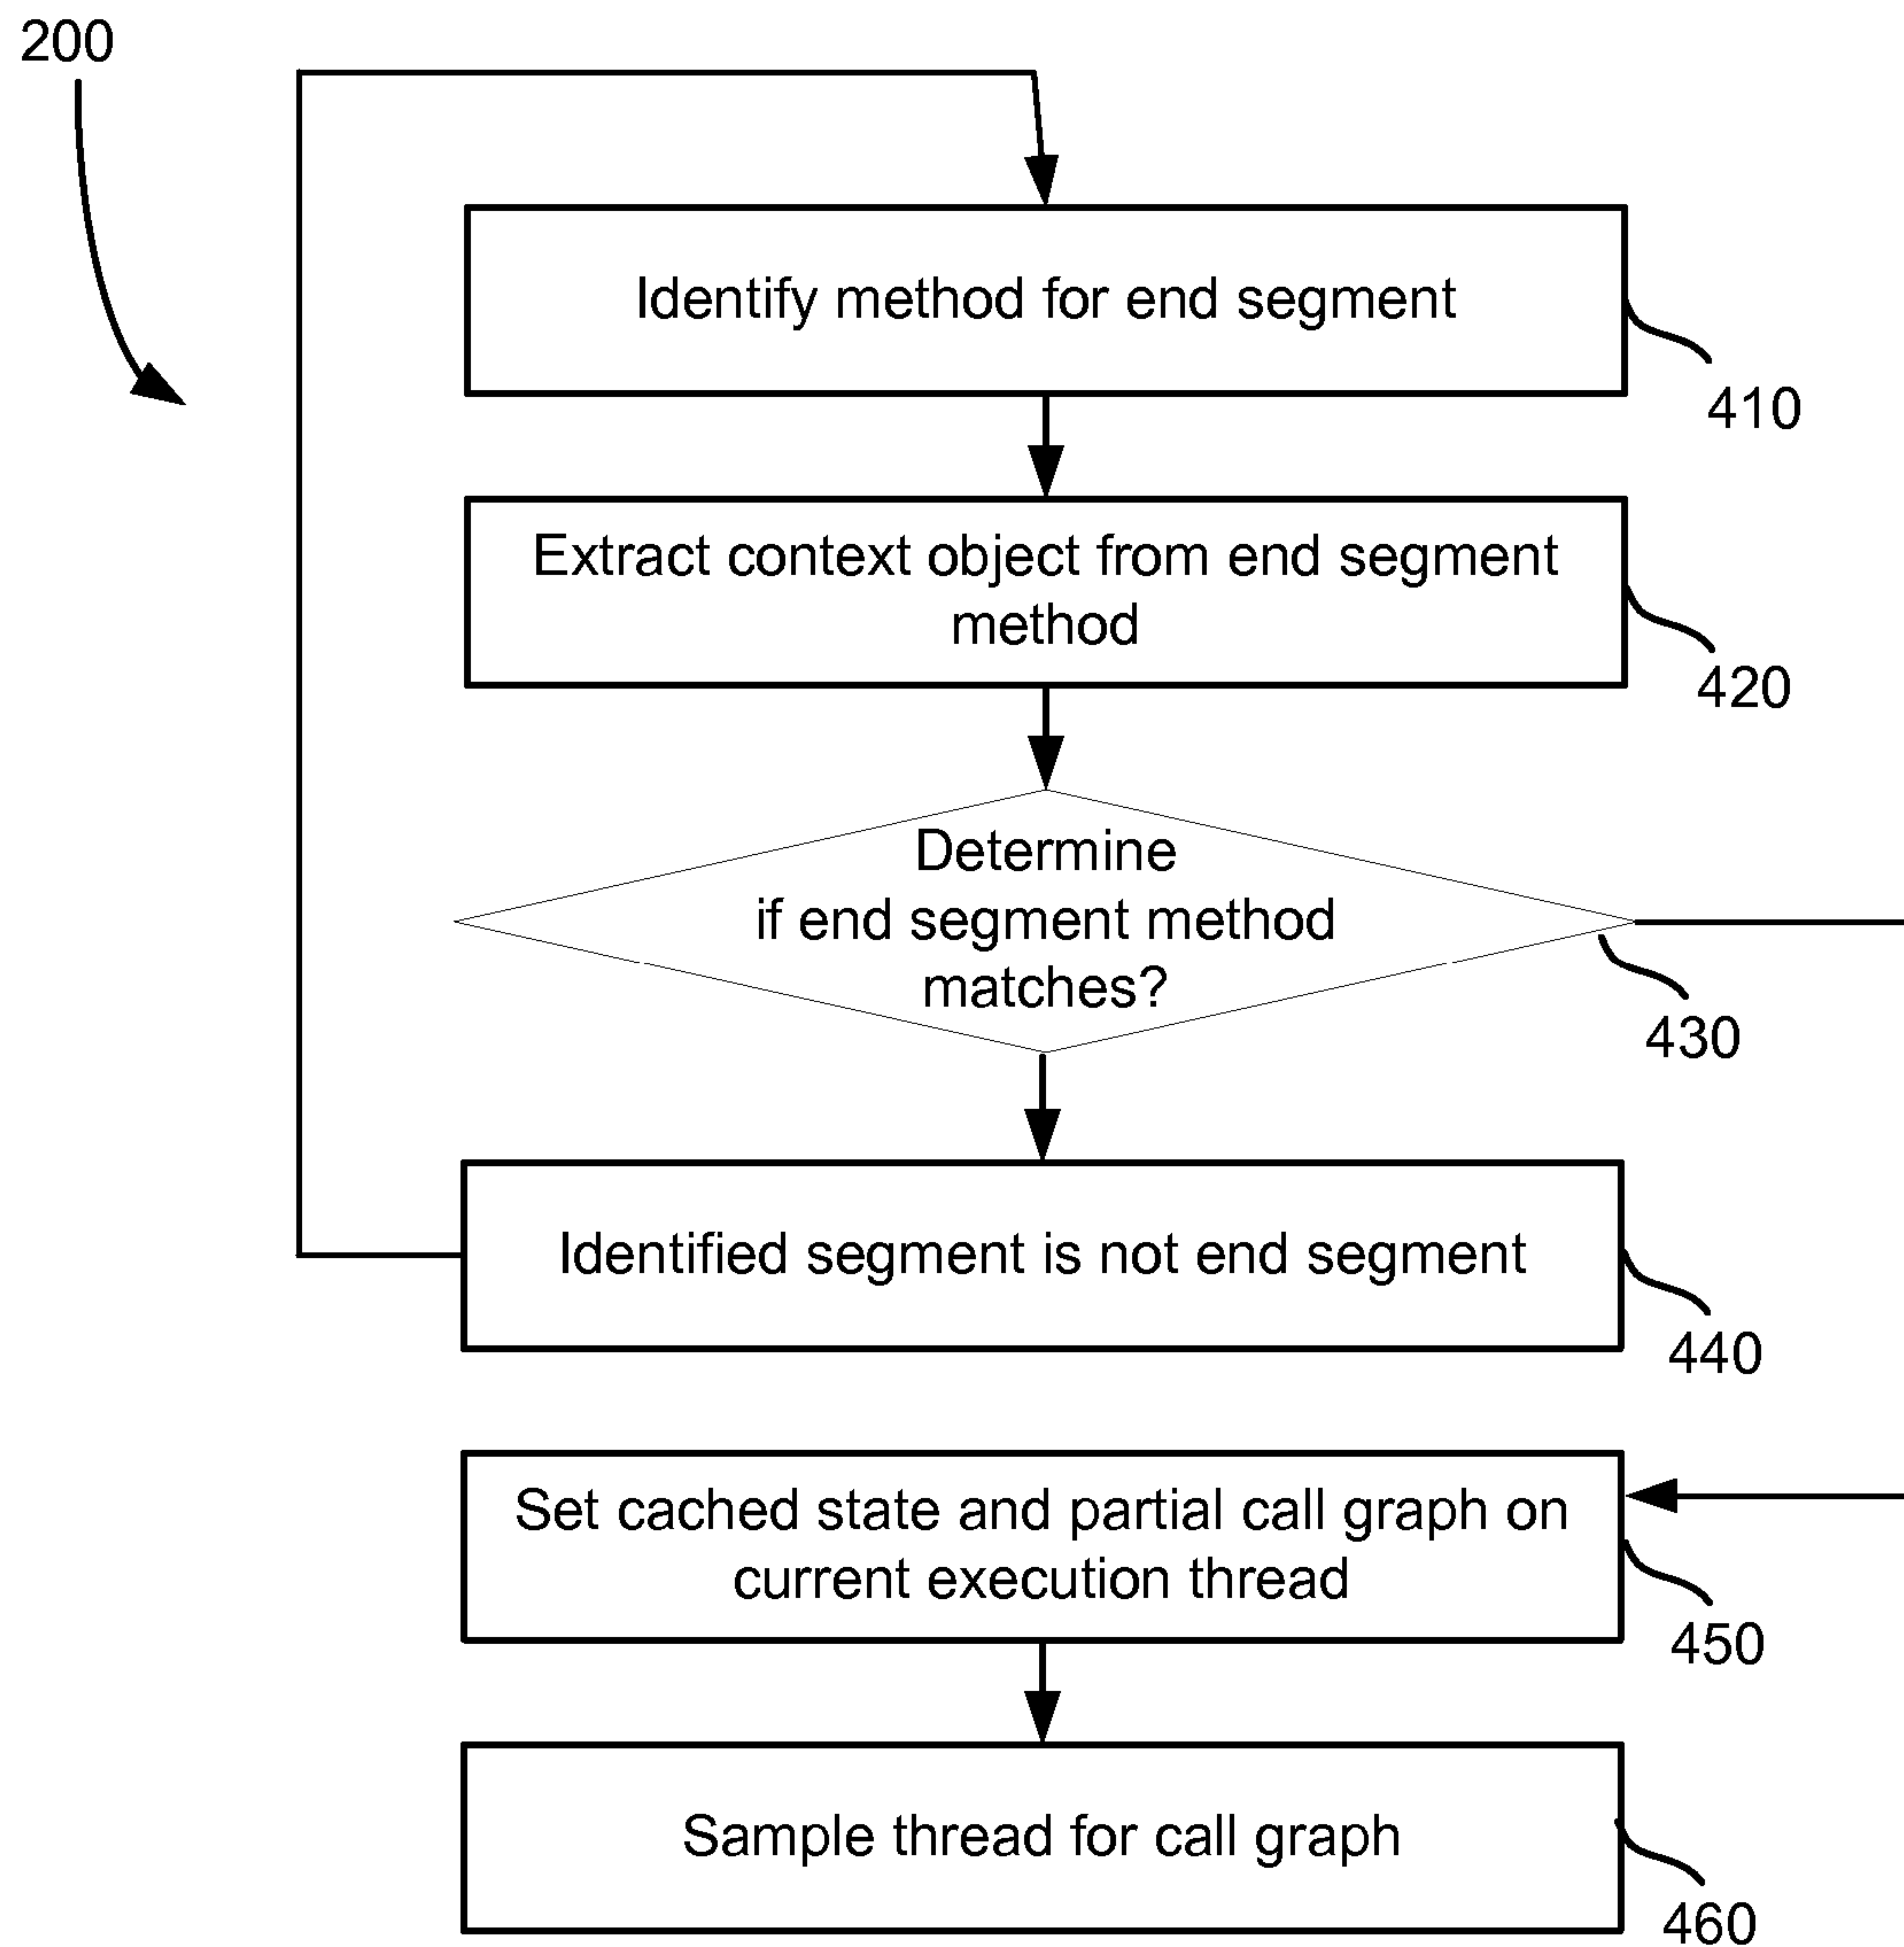 200
Identify method for end segment
410
Extract context object from end segment
method
420
Determine
if end segment method
matches?
430
Identified segment is not end segment
440
Set cached state and partial call graph on
current execution thread
450
Sample thread for call graph
460